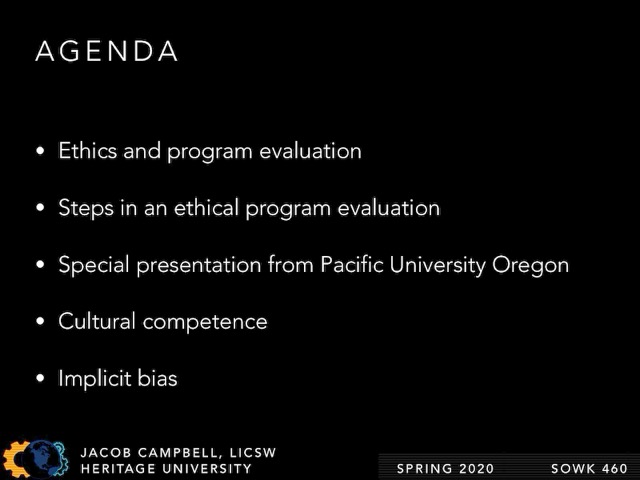 AGENDA
• Ethics and program evaluation
• Steps in an ethical program evaluation
• Special presentation from Pacific University Oregon
• Cultural competence
• Implicit bias
JACOB CAMPBELL, LICSW
HERITAGE UNIVERSITY
SPRING 2020 SOWK 460